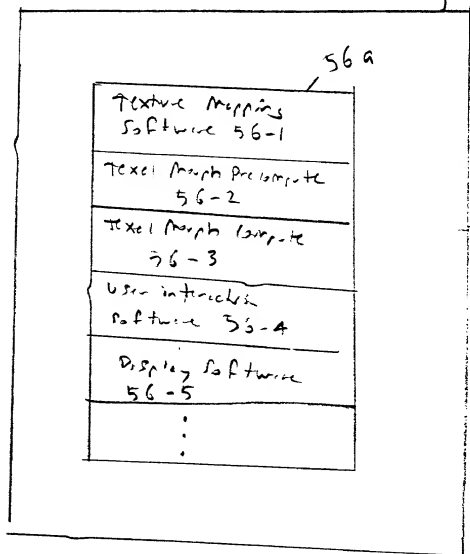 56a
Texture Mapping
Software 56-1
Texel Morph Precompute
56-2
Texel Morph Compute
56-3
User interaction
Software 56-4
Display Software
56-5